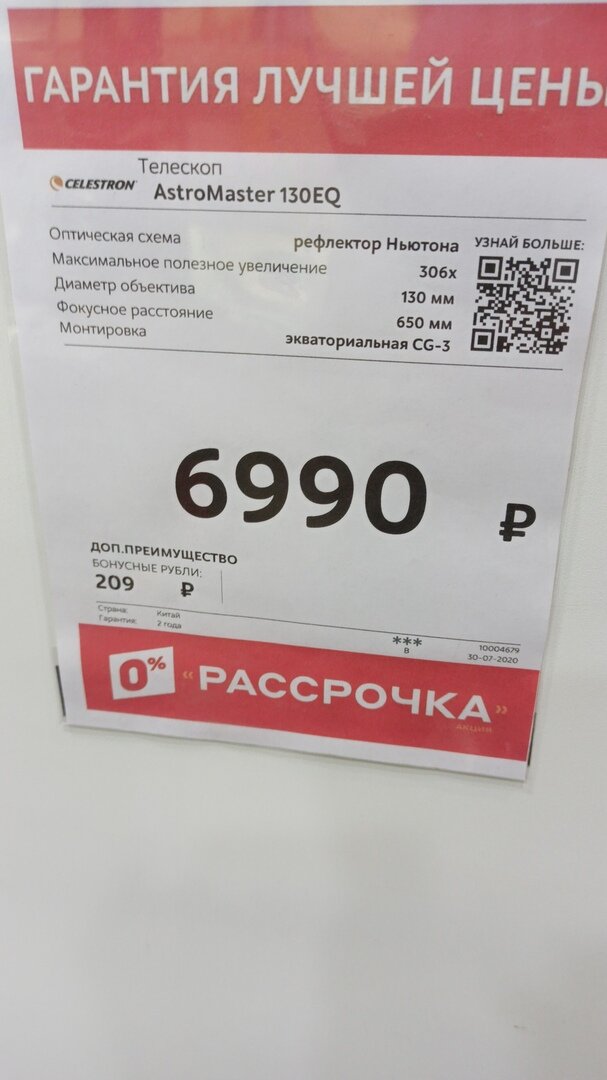 ГАРАНТИЯ ЛУЧШЕЙ ЦЕНЫ
Телескоп
CELESTRON AstroMaster 130EQ
Оптическая схема рефлектор Ньютона
УЗНАЙ БОЛЬШЕ:
Максимальное полезное увеличение 306x
Диаметр объектива 130 мм
Фокусное расстояние 650 мм
Монтировка экваториальная CG-3
6990 ₽
ДОП.ПРЕИМУЩЕСТВО
БОНУСНЫЕ РУБЛИ:
209 ₽
Страна: Китай
Гарантия: 2 года
***
8
10004679
30-07-2020
0% «РАССРОЧКА»
АКЦИЯ